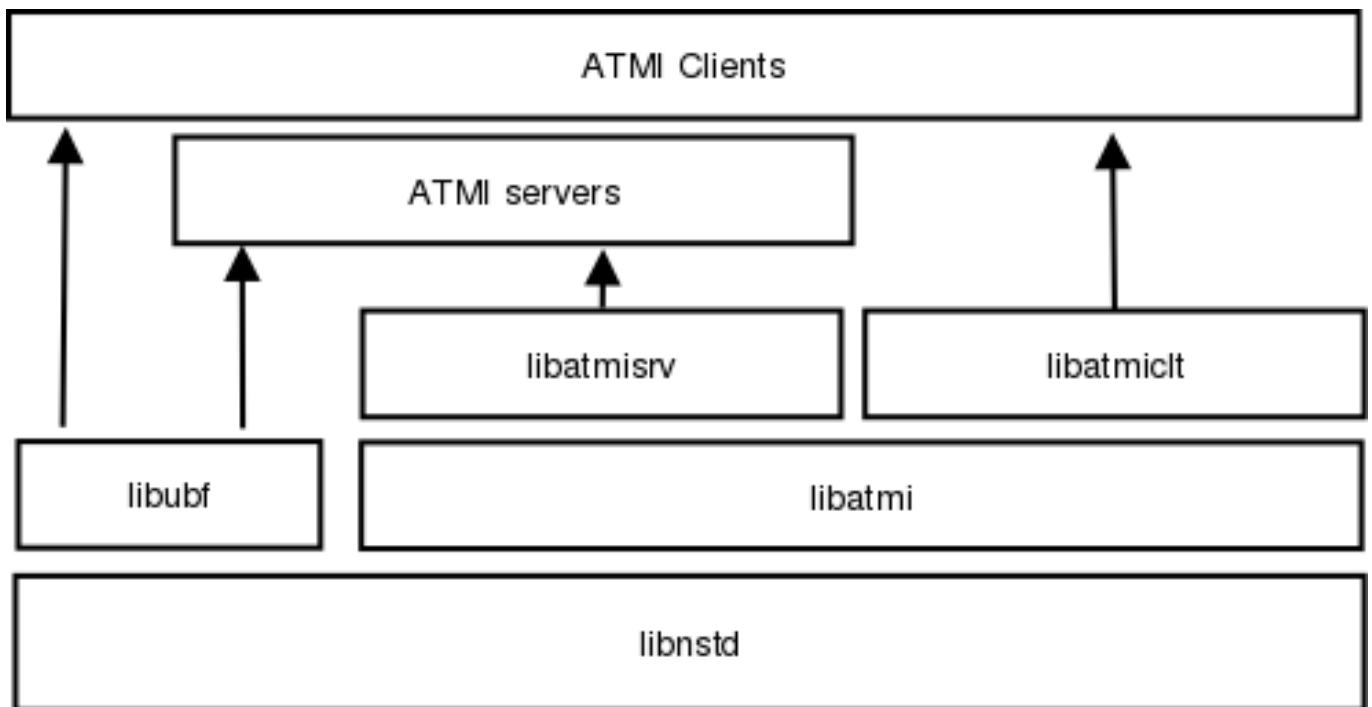 ATMI Clients
ATMI servers
libatmisrv
libatmiclt
libubf
libatmi
libnstd